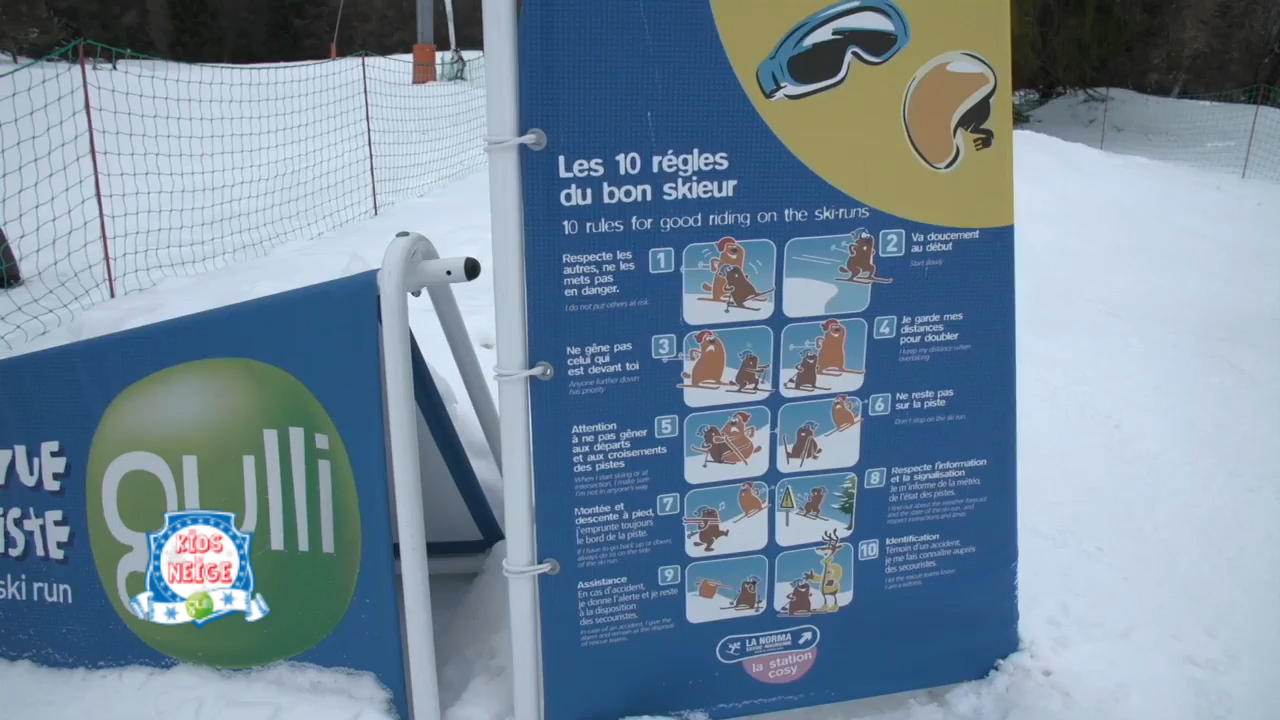 Les 10 régles
du bon skieur
10 rules for good riding on the ski-runs
1
Respecte les
autres, ne les
mets pas
en danger.
I do not put others at risk.
2
Va doucement
au début
Start slowly
3
Ne gêne pas
celui qui
est devant toi
Anyone further down
has priority
4
Je garde mes
distances
pour doubler
I keep my distance when
overtaking
5
Attention
à ne pas gêner
aux départs
et aux croisements
des pistes
When I start skiing or at
intersection, I make sure
I'm not in anyone's way
6
Ne reste pas
sur la piste
Don't stop on the ski run
7
Montée et
descente à pied,
j'emprunte toujours
le bord de la piste.
If I have to go back up or down,
always do so on the side
of the ski run.
8
Respecte l'information
et la signalisation
Je m'informe de la météo,
de l'état des pistes.
I find out about the weather forecast
and the state of the ski run, and
respect instructions and limits.
9
Assistance
En cas d'accident,
je donne l'alerte et je reste
à la disposition
des secouristes.
In case of an accident, I give the
alarm and remain at the disposal
of rescue teams.
10
Identification
Témoin d'un accident,
je me fais connaître auprès
des secouristes.
I let the rescue teams know
I am a witness.
LA NORMA
la station
cosy
YUE
ISTE
ski run
gulli
KIDS
NEIGE
gulli